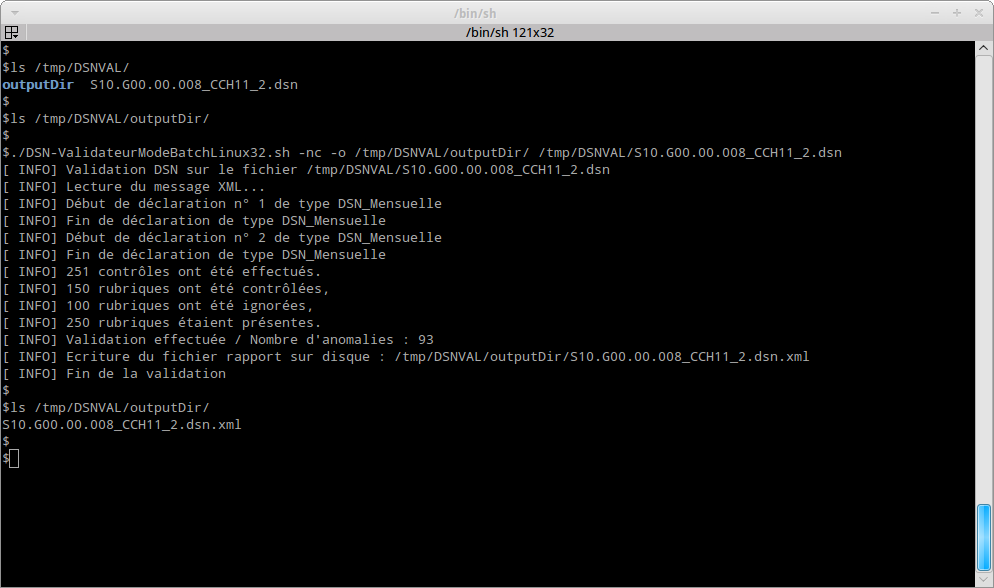 /bin/sh
/bin/sh 121x32
$
$ls /tmp/DSNVAL/
outputDir  S10.G00.00.008_CCH11_2.dsn
$
$ls /tmp/DSNVAL/outputDir/
$
$./DSN-ValidateurModeBatchLinux32.sh -nc -o /tmp/DSNVAL/outputDir/ /tmp/DSNVAL/S10.G00.00.008_CCH11_2.dsn
[ INFO] Validation DSN sur le fichier /tmp/DSNVAL/S10.G00.00.008_CCH11_2.dsn
[ INFO] Lecture du message XML...
[ INFO] Début de déclaration n° 1 de type DSN_Mensuelle
[ INFO] Fin de déclaration de type DSN_Mensuelle
[ INFO] Début de déclaration n° 2 de type DSN_Mensuelle
[ INFO] Fin de déclaration de type DSN_Mensuelle
[ INFO] 251 contrôles ont été effectués.
[ INFO] 150 rubriques ont été contrôlées,
[ INFO] 100 rubriques ont été ignorées,
[ INFO] 250 rubriques étaient présentes.
[ INFO] Validation effectuée / Nombre d'anomalies : 93
[ INFO] Ecriture du fichier rapport sur disque : /tmp/DSNVAL/outputDir/S10.G00.00.008_CCH11_2.dsn.xml
[ INFO] Fin de la validation
$
$ls /tmp/DSNVAL/outputDir/
S10.G00.00.008_CCH11_2.dsn.xml
$
$